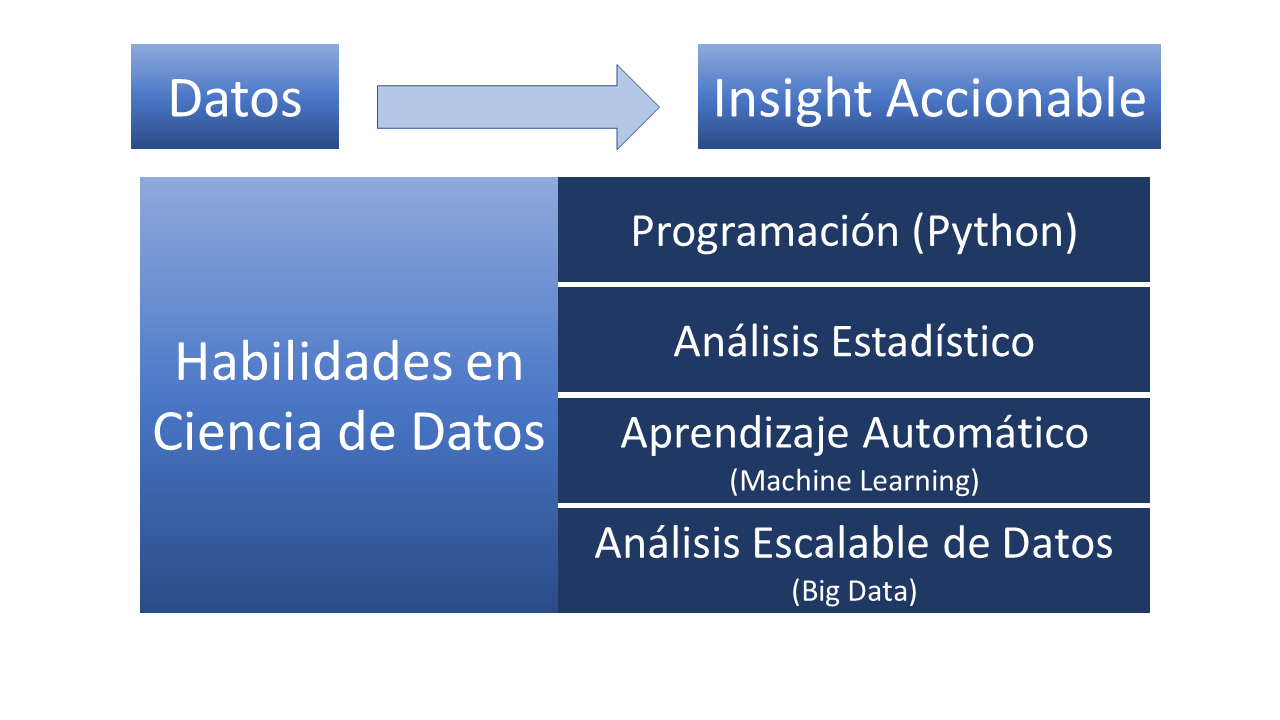 Datos
Insight Accionable
Habilidades en
Ciencia de Datos
Programación (Python)
Análisis Estadístico
Aprendizaje Automático
(Machine Learning)
Análisis Escalable de Datos
(Big Data)